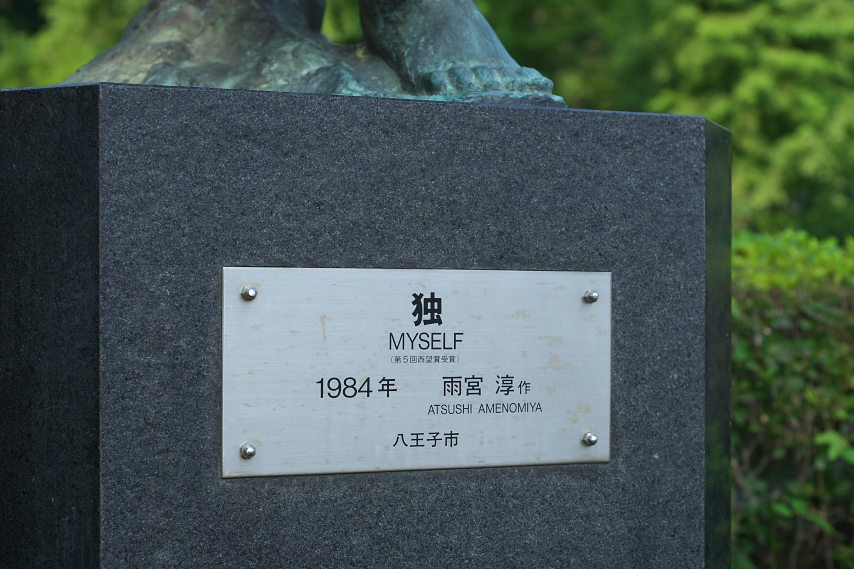 独
MYSELF
（第5回西望賞受賞）
1984年 雨宮 淳作
ATSUSHI AMENOMIYA
八王子市